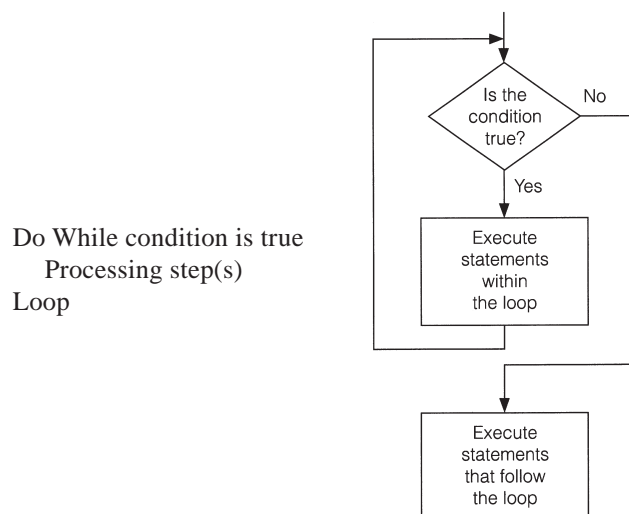 Do While condition is true
Processing step(s)
Loop
Is the
condition
true?
No
Yes
Execute
statements
within
the loop
Execute
statements
that follow
the loop